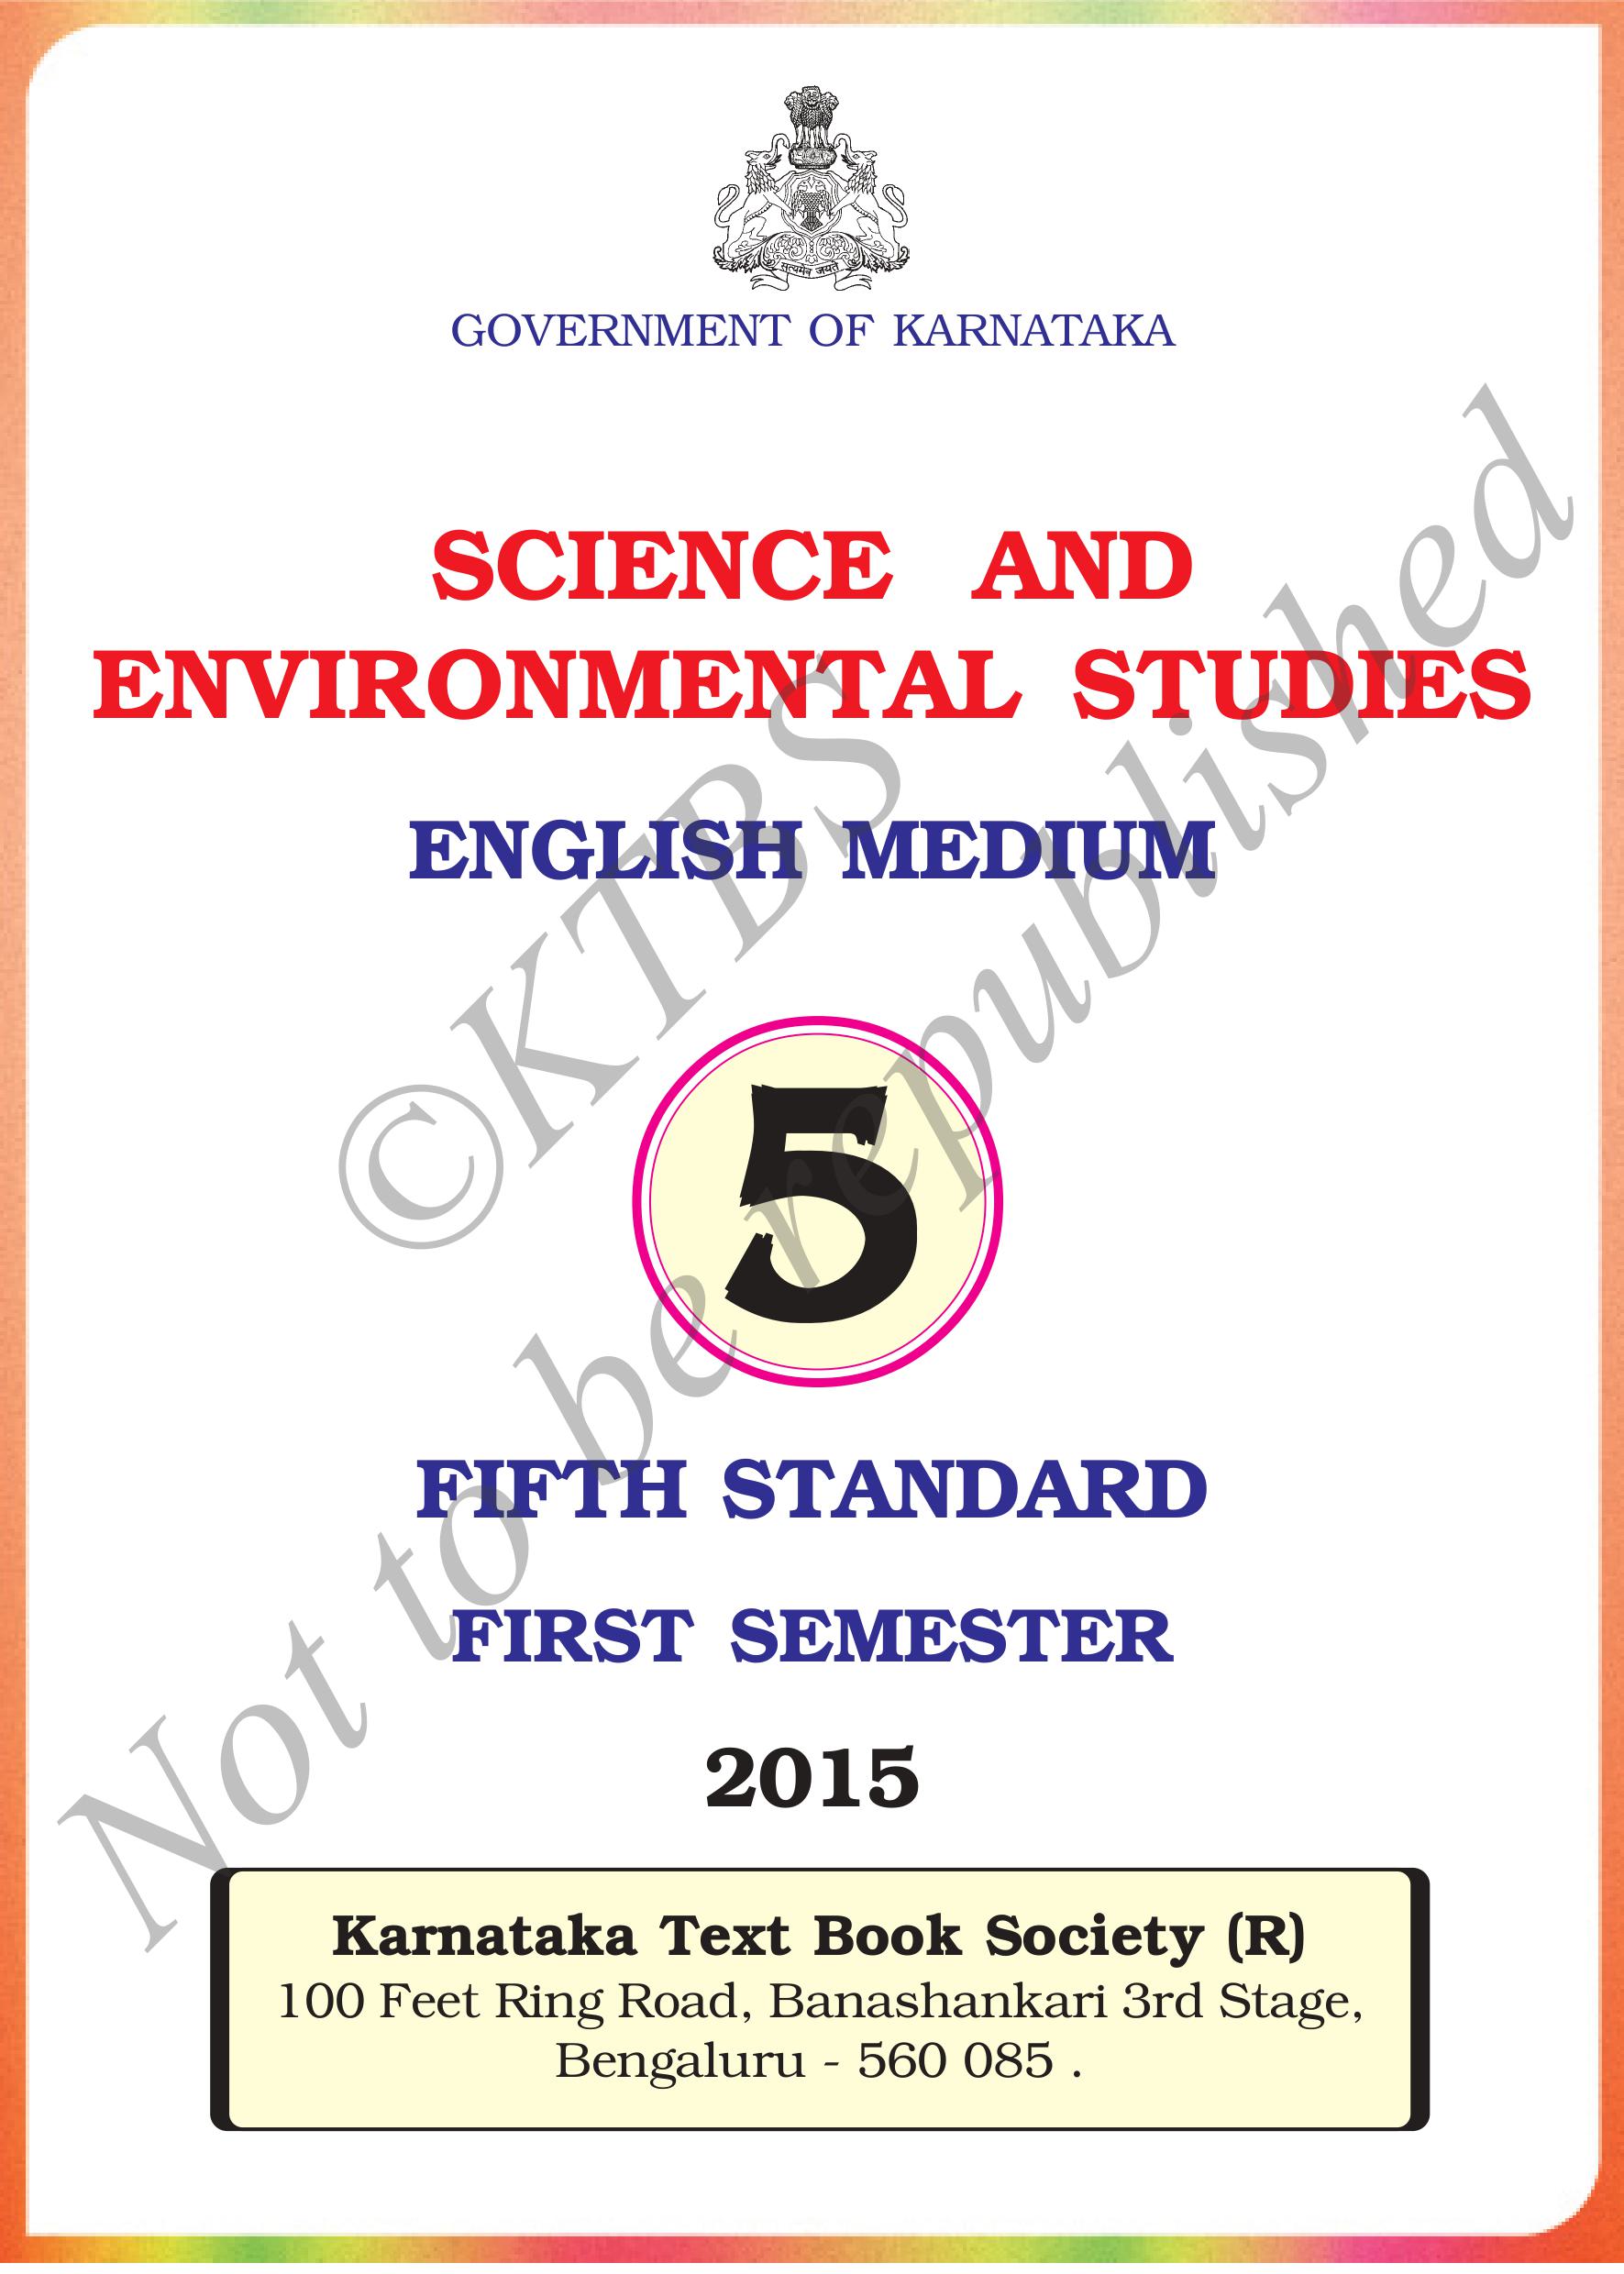 सत्यमेव जयते
GOVERNMENT OF KARNATAKA
SCIENCE AND
ENVIRONMENTAL STUDIES
ENGLISH MEDIUM
©KTBS
Not to be republished
5
FIFTH STANDARD
FIRST SEMESTER
2015
Karnataka Text Book Society (R)
100 Feet Ring Road, Banashankari 3rd Stage,
Bengaluru - 560 085 .